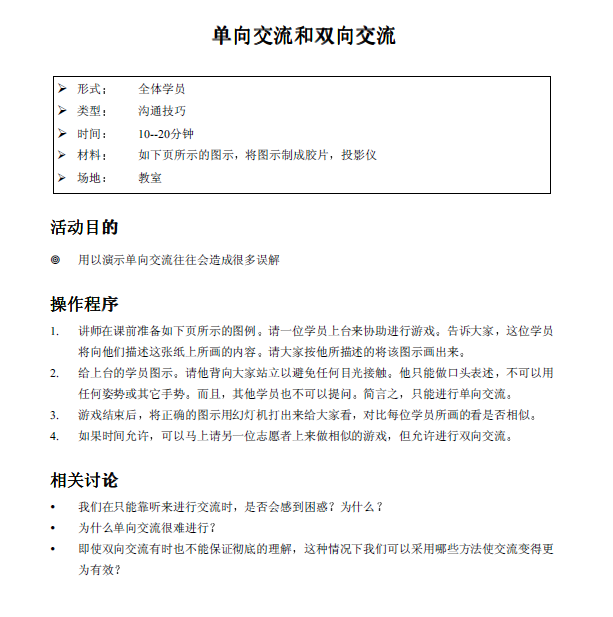 单向交流和双向交流
➢ 形式： 全体学员
➢ 类型： 沟通技巧
➢ 时间： 10--20分钟
➢ 材料： 如下页所示的图示，将图示制成胶片，投影仪
➢ 场地： 教室
活动目的
用以演示单向交流往往会造成很多误解
操作程序
1. 讲师在课前准备如下页所示的图例。请一位学员上台来协助进行游戏。告诉大家，这位学员
将向他们描述这张纸上所画的内容。请大家按他所描述的将该图示画出来。
2. 给上台的学员图示。请他背向大家站立以避免任何目光接触。他只能做口头表述，不可以用
任何姿势或其它手势。而且，其他学员也不可以提问。简言之，只能进行单向交流。
3. 游戏结束后，将正确的图示用幻灯机打出来给大家看，对比每位学员所画的看是否相似。
4. 如果时间允许，可以马上请另一位志愿者上来做相似的游戏，但允许进行双向交流。
相关讨论
• 我们在只能靠听来进行交流时，是否会感到困惑？为什么？
• 为什么单向交流很难进行？
• 即使双向交流有时也不能保证彻底的理解，这种情况下我们可以采用哪些方法使交流变得更
为有效？